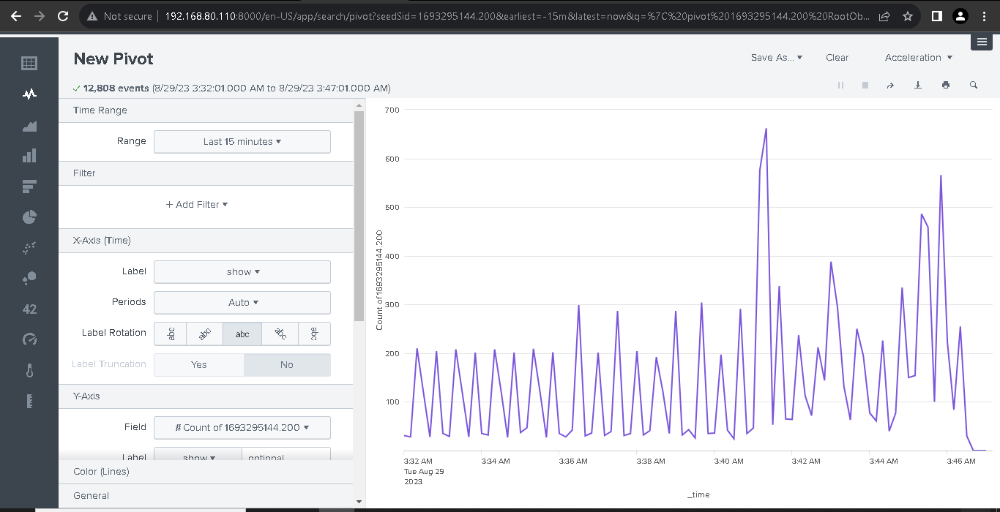 Not secure | 192.168.80.110:8000/en-US/app/search/pivot?seedSid=1693295144.200&earliest=-15m&latest=now&q=%7C%20pivot%201693295144.200%20RootOb...
New Pivot
Save As...
Clear
Acceleration
12,808 events (8/29/23 3:32:01.000 AM to 8/29/23 3:47:01.000 AM)
Time Range
Range
Last 15 minutes
Filter
+ Add Filter
X-Axis (Time)
Label
show
Periods
Auto
Label Rotation
abc
abc
abc
abc
abc
Label Truncation
Yes
No
Y-Axis
Field
# Count of 1693295144.200
Label
show
optional
Color (Lines)
General
42
700
600
500
400
300
200
100
Count of 1693295144.200
3:32 AM
Tue Aug 29
2023
3:34 AM
3:36 AM
3:38 AM
3:40 AM
3:42 AM
3:44 AM
3:46 AM
_time